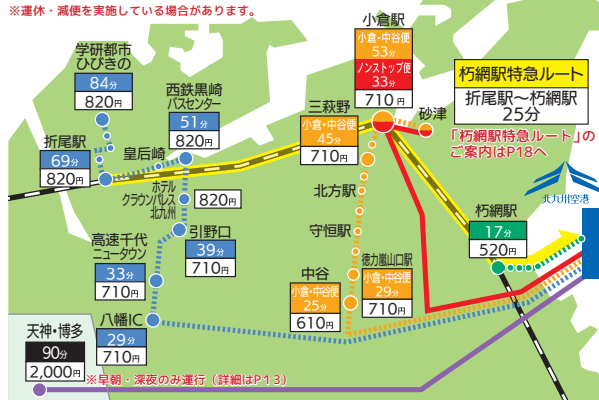 ※運休・減便を実施している場合があります。
小倉駅
小倉・中谷便
53分
ノンストップ便
33分
710円
砂津
朽網駅特急ルート
折尾駅〜朽網駅
25分
「朽網駅特急ルート」の
ご案内はP18へ
北九州空港
学研都市
ひびきの
84分
820円
西鉄黒崎
バスセンター
51分
820円
三萩野
小倉・中谷便
45分
710円
折尾駅
69分
820円
皇后崎
ホテル
クラウンパレス
北九州
820円
北方駅
守恒駅
朽網駅
17分
520円
引野口
39分
710円
高速千代
ニュータウン
33分
710円
中谷
小倉・中谷便
25分
610円
徳力嵐山口駅
小倉・中谷便
29分
710円
八幡IC
29分
710円
天神・博多
90分
2,000円
※早朝・深夜のみ運行（詳細はP13）